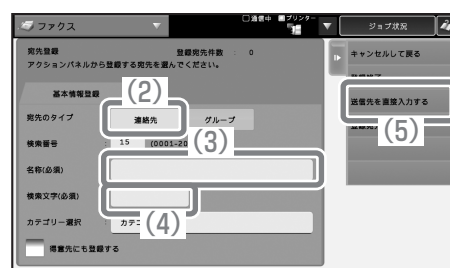 ファクス
通信中 プリンター
ジョブ状況
宛先登録 登録宛先件数 : 0
アクションパネルから登録する宛先を選んでください。
キャンセルして戻る
基本情報登録
(2)
送信先を直接入力する
宛先のタイプ 連絡先 グループ
(5)
検索番号 : 15 (0001-20
(3)
名称(必須)
検索文字(必須)
(4)
カテゴリー選択 : カテゴ
得意先にも登録する